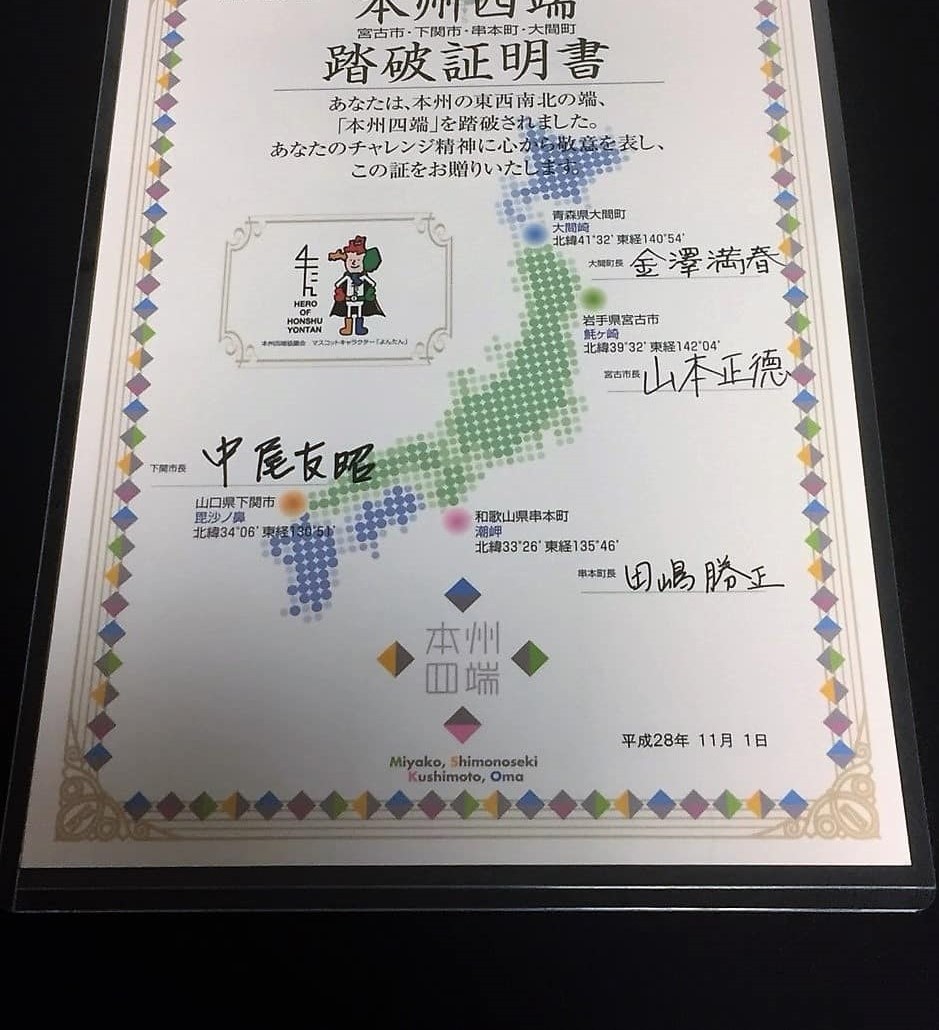 本州四端
宮古市・下関市・串本町・大間町
踏破証明書
あなたは、本州の東西南北の端、
「本州四端」を踏破されました。
あなたのチャレンジ精神に心から敬意を表し、
この証をお贈りいたします。
青森県大間町
大間崎
北緯41°32′ 東経140°54′
大間町長 金澤満春
HERO
OF
HONSHU
YONTAN
本州四端協議会 マスコットキャラクター「よんたん」
岩手県宮古市
魹ヶ崎
北緯39°32′ 東経142°04′
宮古市長 山本正德
下関市長 中尾友昭
山口県下関市
毘沙ノ鼻
北緯34°06′ 東経130°51′
和歌山県串本町
潮岬
北緯33°26′ 東経135°46′
串本町長 田嶋勝正
本州
四端
平成28年 11月 1日
Miyako, Shimonoseki
Kushimoto, Oma